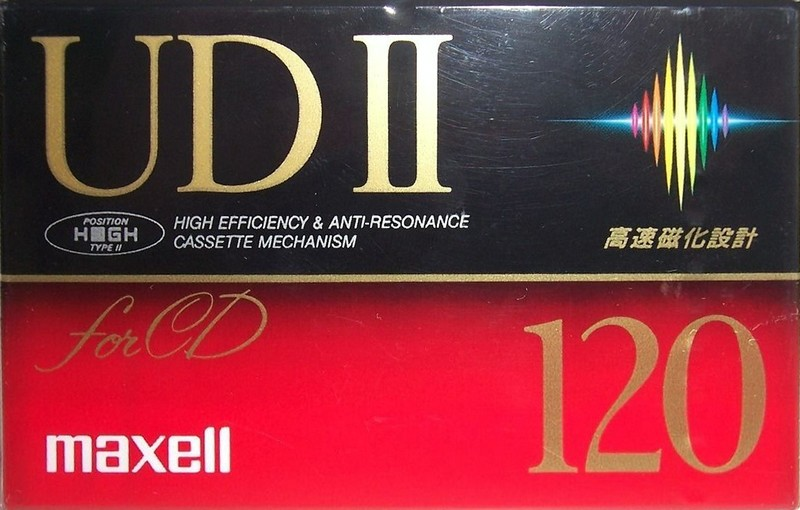 UD II
POSITION
HIGH
TYPE II
HIGH EFFICIENCY & ANTI-RESONANCE
CASSETTE MECHANISM
高速磁化設計
for CD
120
maxell